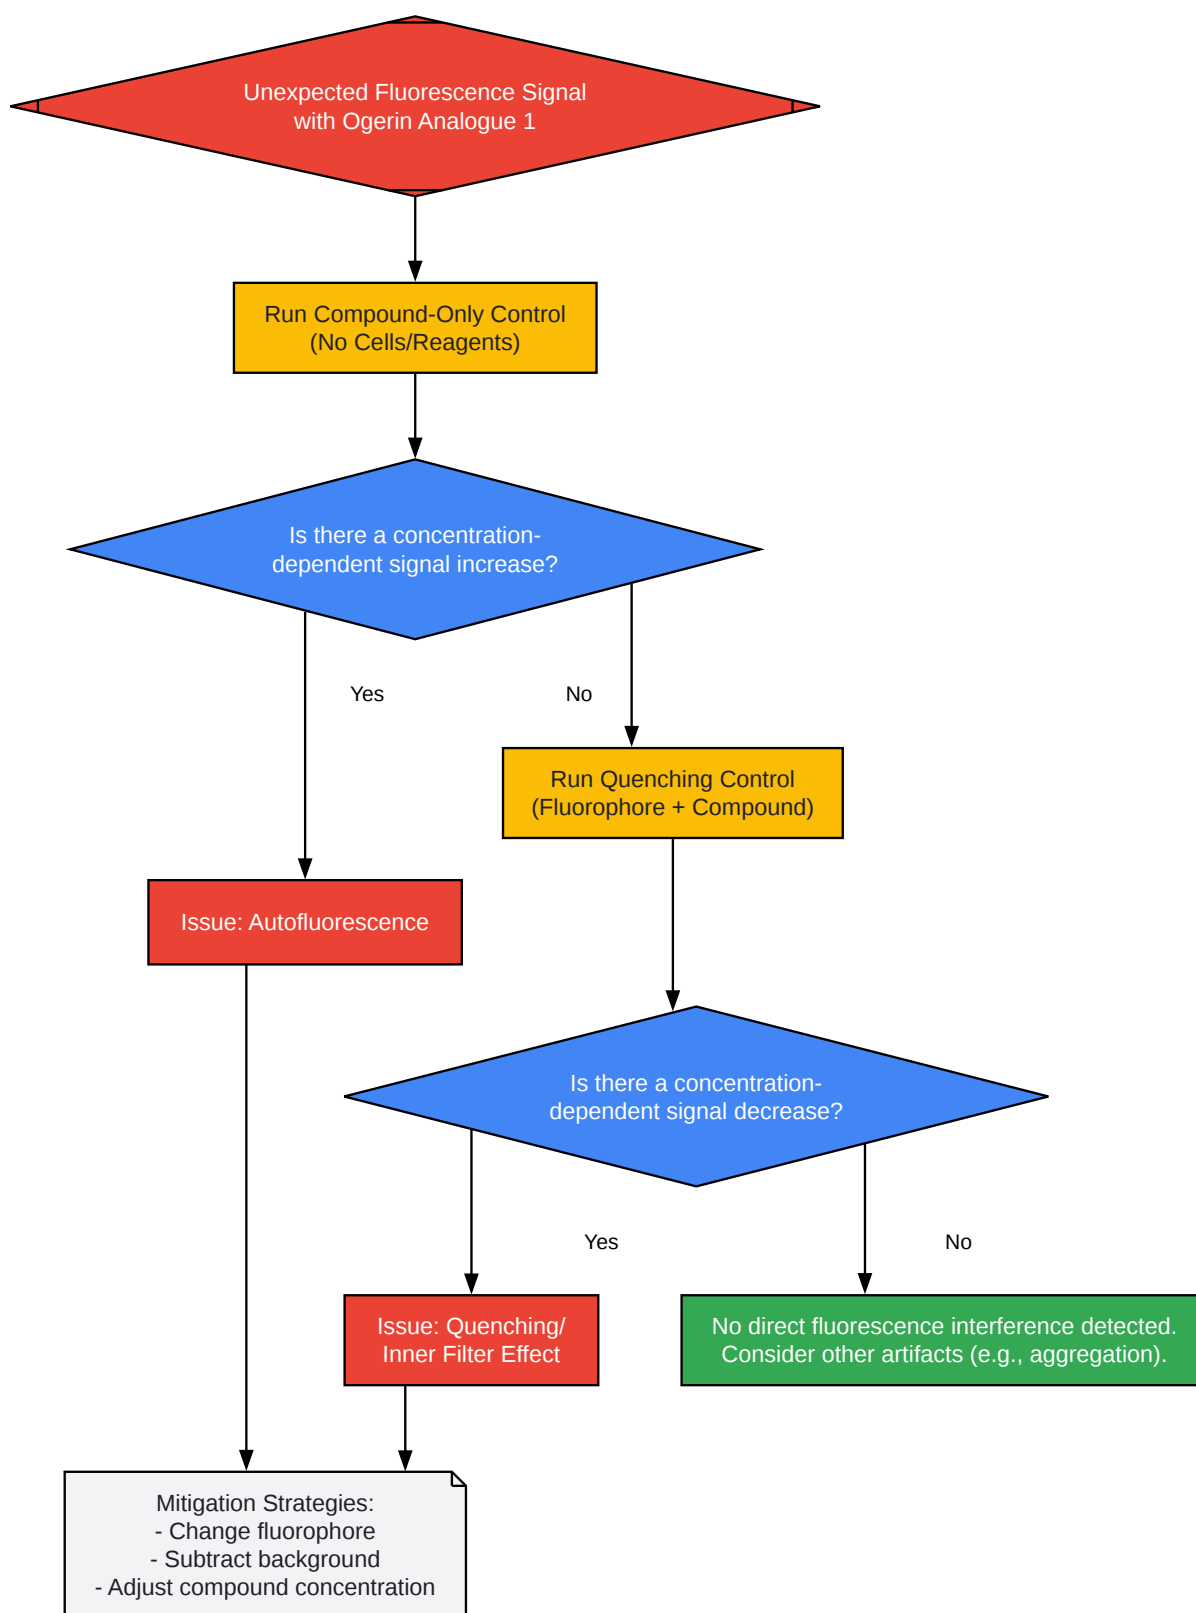 Unexpected Fluorescence Signal
with Ogerin Analogue 1
Run Compound-Only Control
(No Cells/Reagents)
Is there a concentration-
dependent signal increase?
Yes
No
Run Quenching Control
(Fluorophore + Compound)
Issue: Autofluorescence
Is there a concentration-
dependent signal decrease?
Yes
No
Issue: Quenching/
Inner Filter Effect
No direct fluorescence interference detected.
Consider other artifacts (e.g., aggregation).
Mitigation Strategies:
- Change fluorophore
- Subtract background
- Adjust compound concentration